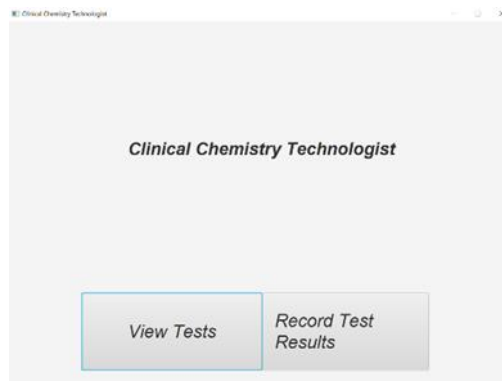 Clinical Chemistry Technologist
Clinical Chemistry Technologist
View Tests
Record Test
Results